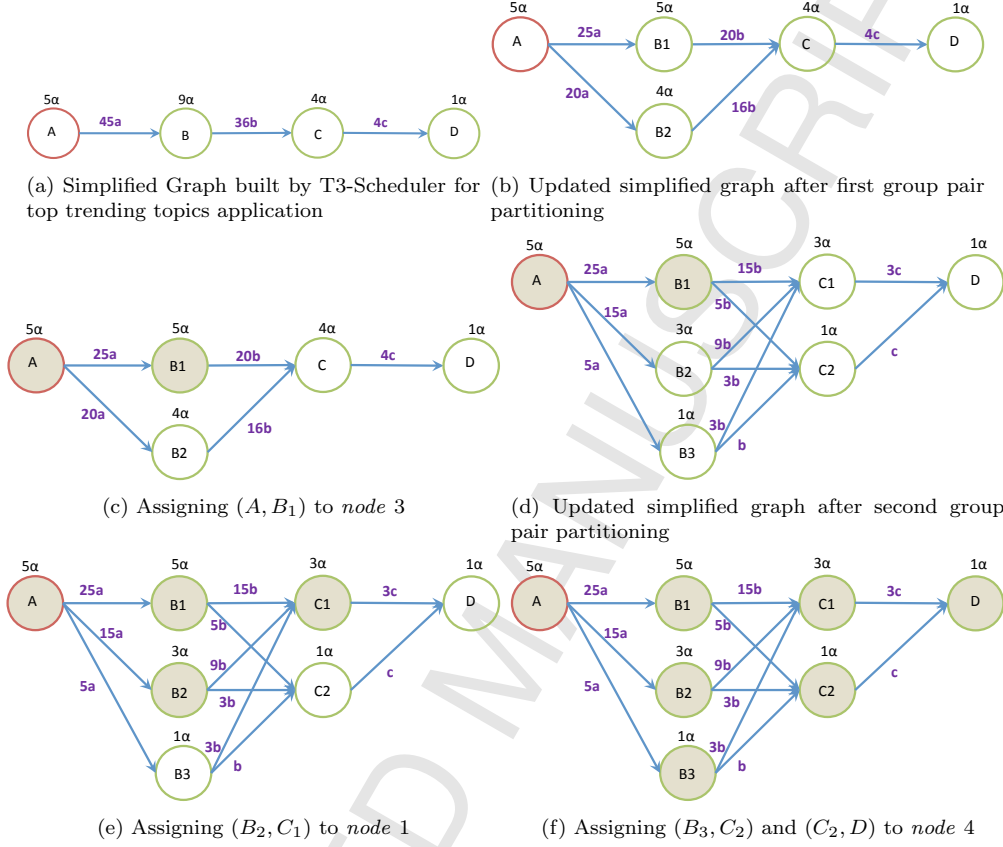 5α 9α 4α 1α
A 45a B 36b C 4c D
(a) Simplified Graph built by T3-Scheduler for
top trending topics application
5α 5α 4α 1α
A 25a B1 20b C 4c D
4α
20a B2 16b
(b) Updated simplified graph after first group pair
partitioning
5α 5α 4α 1α
A 25a B1 20b C 4c D
4α
20a B2 16b
(c) Assigning (A, B1) to node 3
5α 5α 3α 1α
A 25a B1 15b C1 3c D
5b
15a 3α 9b 1α
B2 3b C2 c
5a 1α 3b
B3 b
(d) Updated simplified graph after second group
pair partitioning
5α 5α 3α 1α
A 25a B1 15b C1 3c D
5b
15a 3α 9b 1α
B2 3b C2 c
5a 1α 3b
B3 b
(e) Assigning (B2, C1) to node 1
5α 5α 3α 1α
A 25a B1 15b C1 3c D
5b
15a 3α 9b 1α
B2 3b C2 c
5a 1α 3b
B3 b
(f) Assigning (B3, C2) and (C2, D) to node 4
ED MANUSCRIP